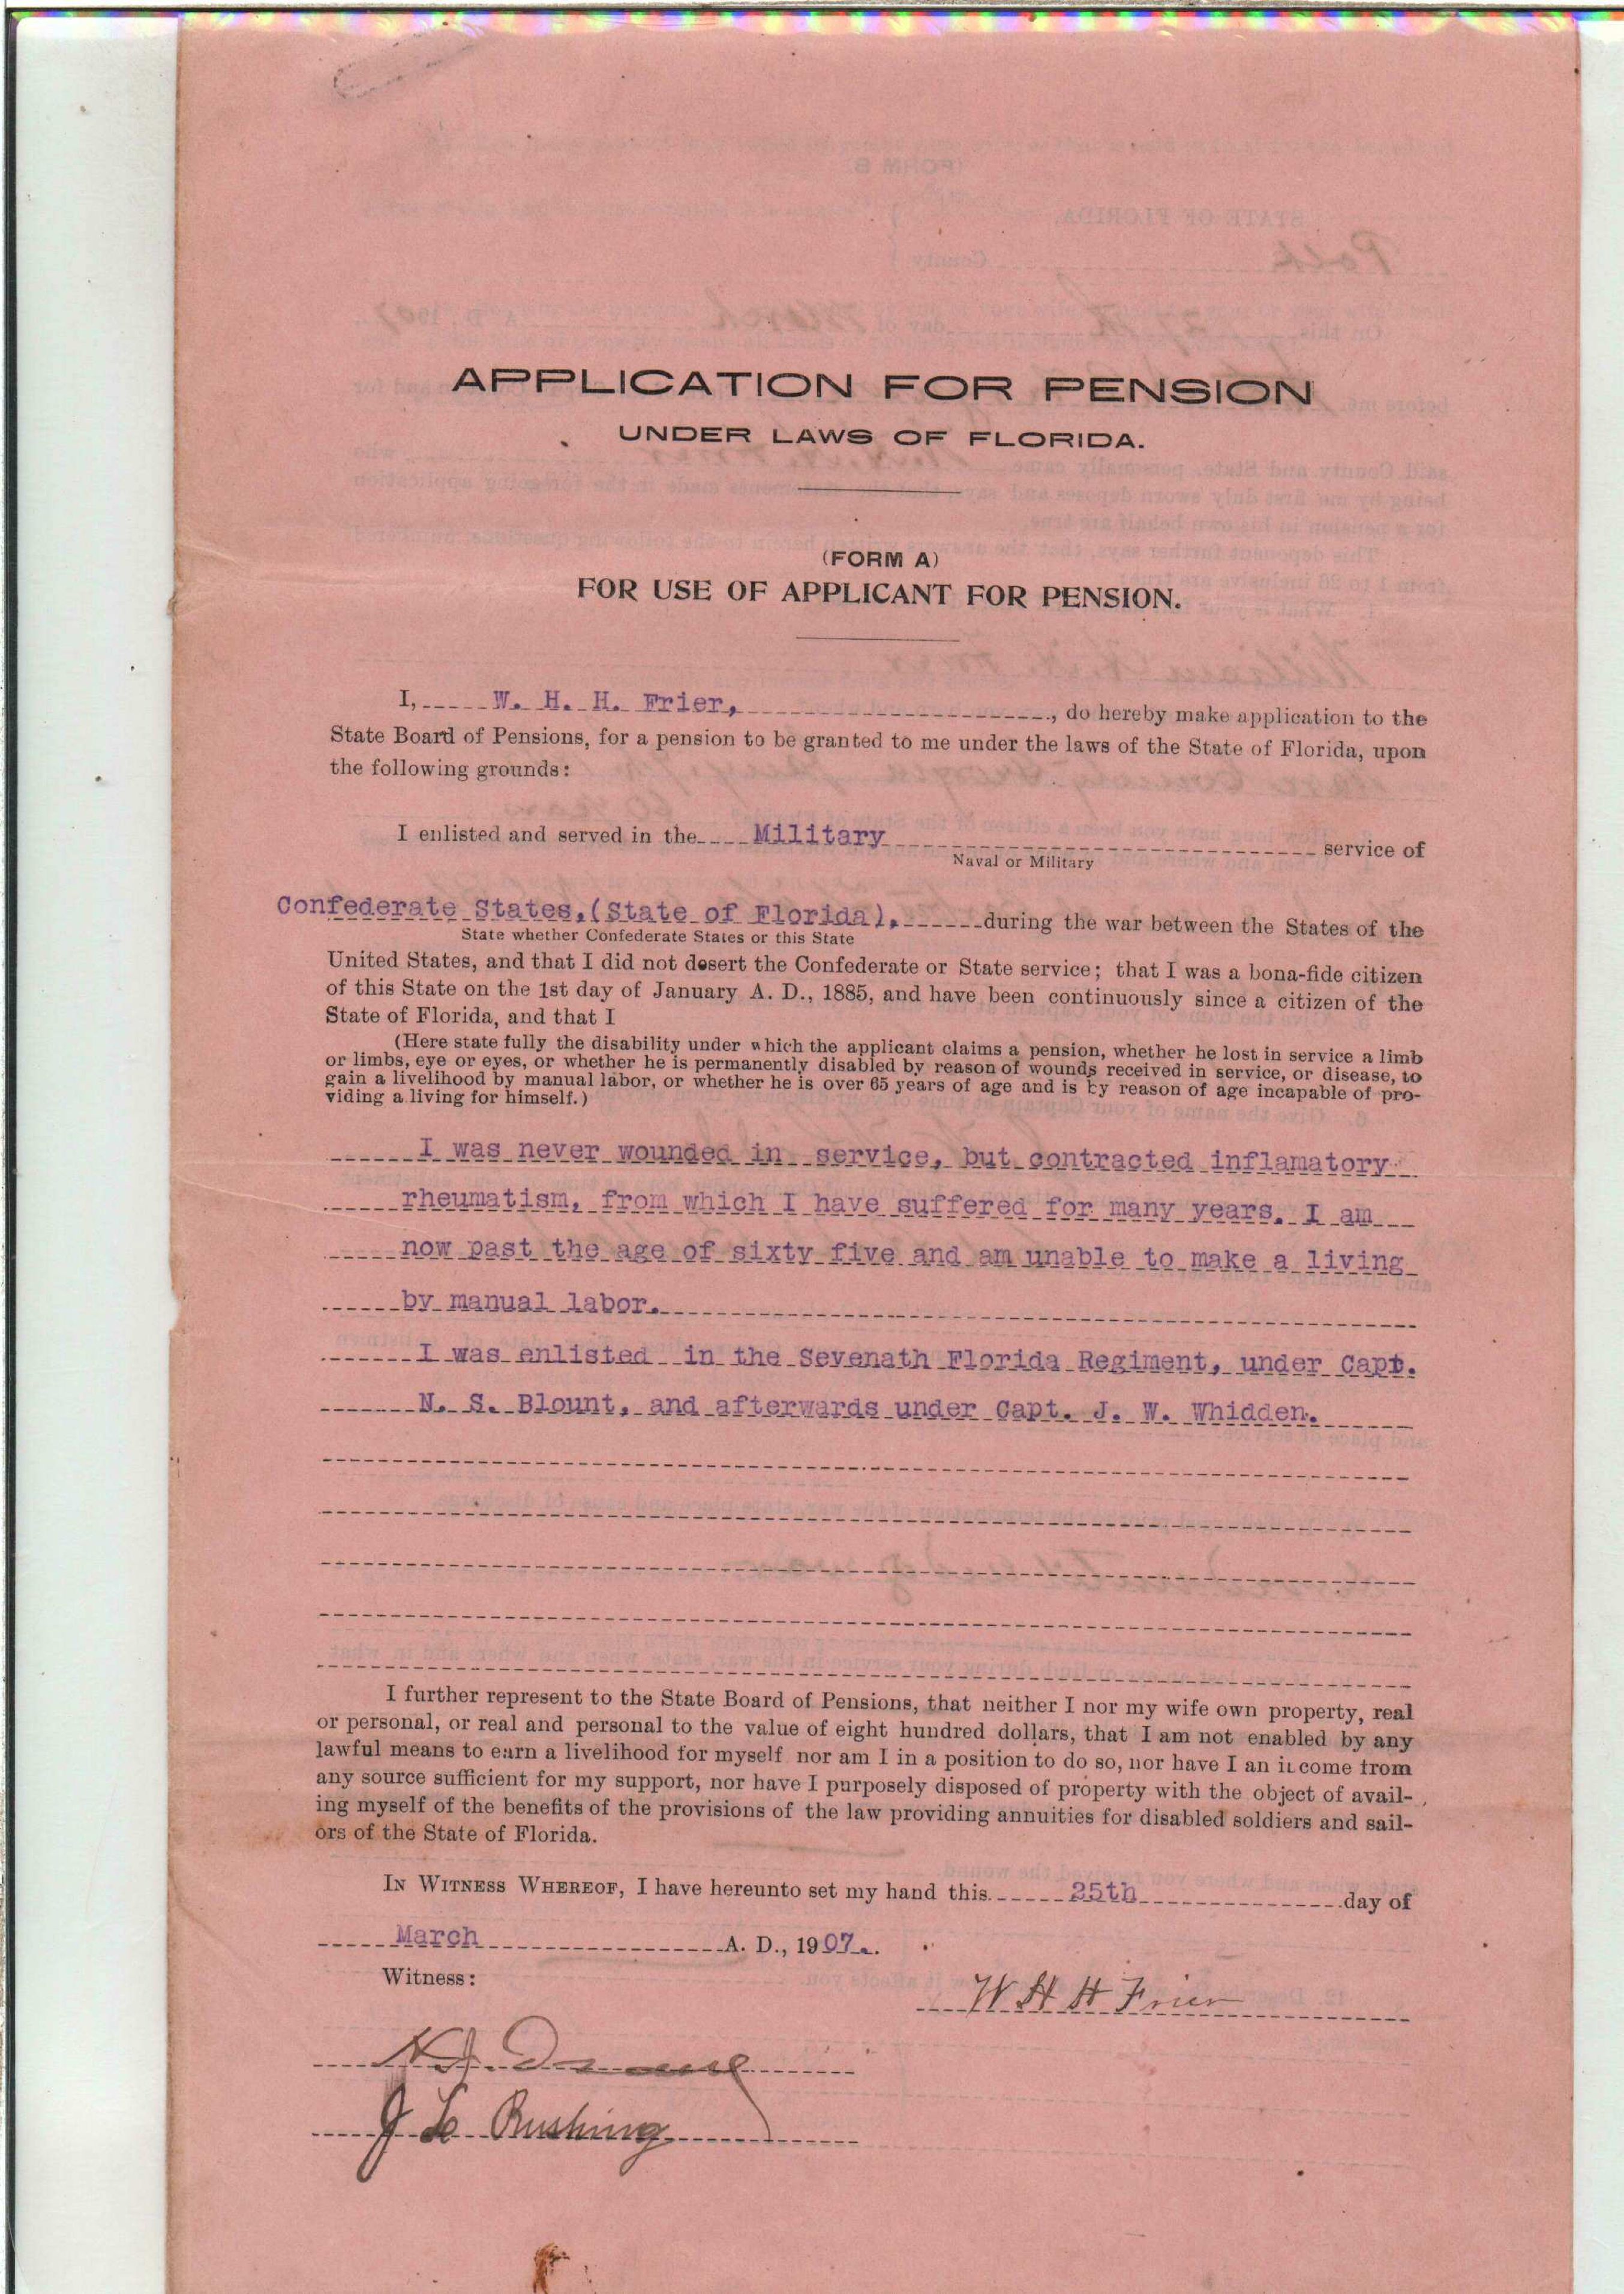 APPLICATION FOR PENSION
UNDER LAWS OF FLORIDA.
(FORM A)
FOR USE OF APPLICANT FOR PENSION.
I, W. H. H. Frier, , do hereby make application to the
State Board of Pensions, for a pension to be granted to me under the laws of the State of Florida, upon
the following grounds:
I enlisted and served in the Military service of
Naval or Military
Confederate States,(State of Florida), during the war between the States of the
State whether Confederate States or this State
United States, and that I did not desert the Confederate or State service; that I was a bona-fide citizen
of this State on the 1st day of January A. D., 1885, and have been continuously since a citizen of the
State of Florida, and that I
(Here state fully the disability under which the applicant claims a pension, whether he lost in service a limb
or limbs, eye or eyes, or whether he is permanently disabled by reason of wounds received in service, or disease, to
gain a livelihood by manual labor, or whether he is over 65 years of age and is by reason of age incapable of pro-
viding a living for himself.)
I was never wounded in service, but contracted inflamatory
rheumatism, from which I have suffered for many years. I am
now past the age of sixty five and am unable to make a living
by manual labor.
I was enlisted in the Sevenath Florida Regiment, under Capt.
N. S. Blount, and afterwards under Capt. J. W. Whidden.
I further represent to the State Board of Pensions, that neither I nor my wife own property, real
or personal, or real and personal to the value of eight hundred dollars, that I am not enabled by any
lawful means to earn a livelihood for myself nor am I in a position to do so, nor have I an income from
any source sufficient for my support, nor have I purposely disposed of property with the object of avail-
ing myself of the benefits of the provisions of the law providing annuities for disabled soldiers and sail-
ors of the State of Florida.
IN WITNESS WHEREOF, I have hereunto set my hand this 25th day of
March A. D., 1907.
Witness:
W H H Frier
J Le Rushing